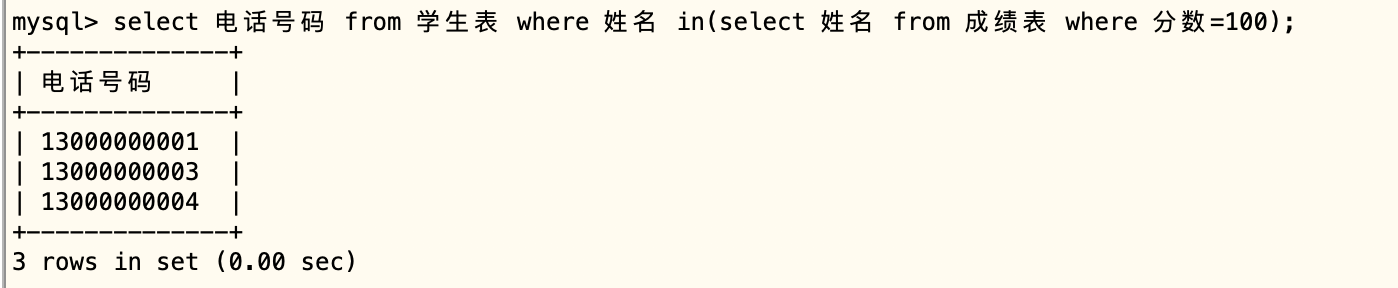 mysql> select 电话号码 from 学生表 where 姓名 in(select 姓名 from 成绩表 where 分数=100);
+--------------+
| 电话号码     |
+--------------+
| 13000000001  |
| 13000000003  |
| 13000000004  |
+--------------+
3 rows in set (0.00 sec)